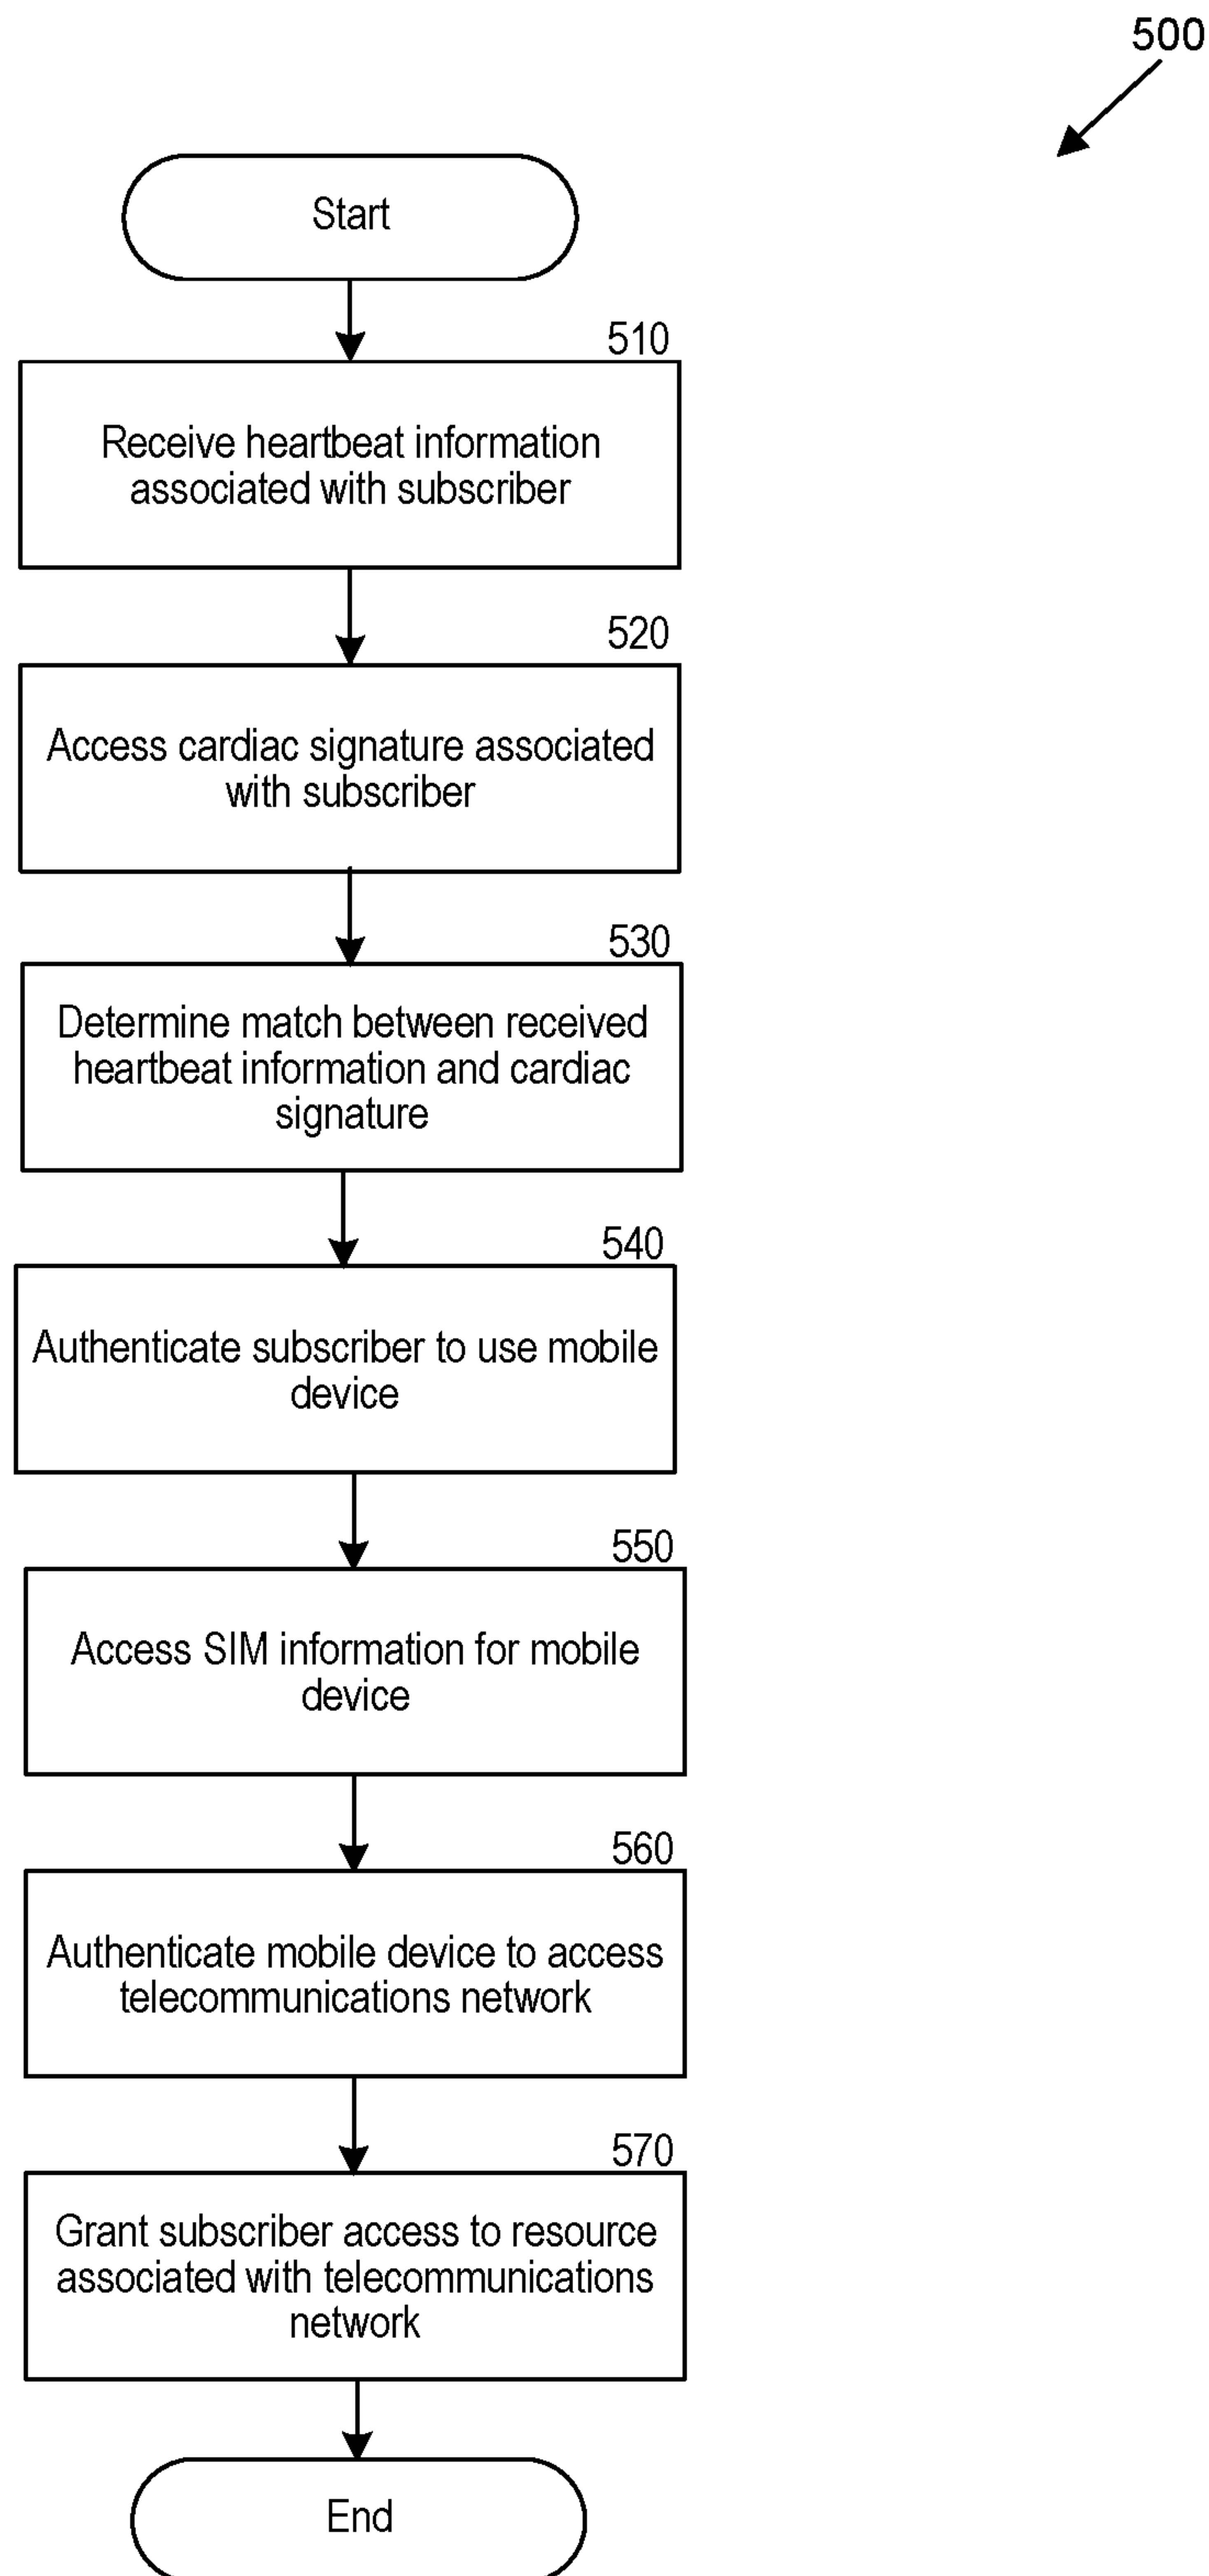 500
Start
510
Receive heartbeat information
associated with subscriber
520
Access cardiac signature associated
with subscriber
530
Determine match between received
heartbeat information and cardiac
signature
540
Authenticate subscriber to use mobile
device
550
Access SIM information for mobile
device
560
Authenticate mobile device to access
telecommunications network
570
Grant subscriber access to resource
associated with telecommunications
network
End